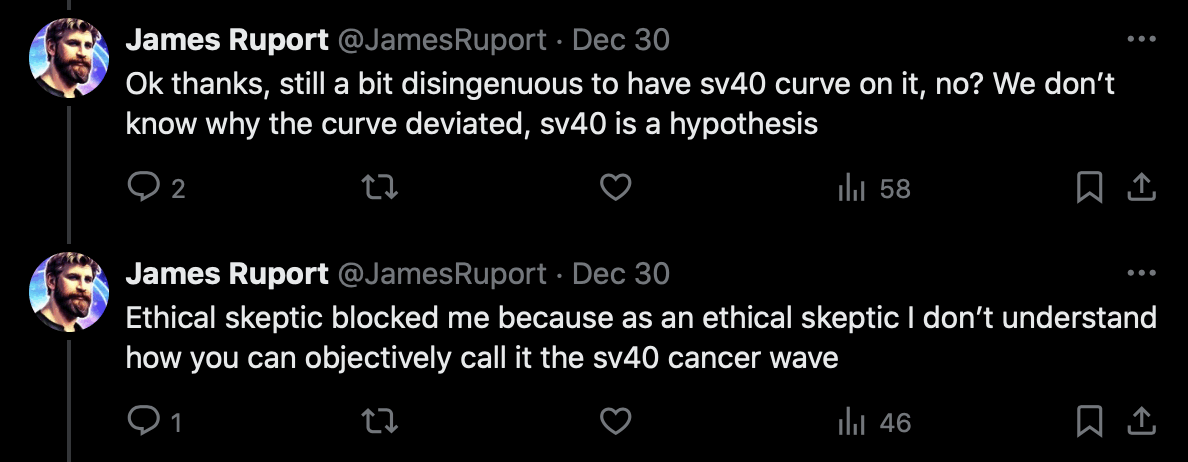 James Ruport @JamesRuport · Dec 30
Ok thanks, still a bit disingenuous to have sv40 curve on it, no? We don’t
know why the curve deviated, sv40 is a hypothesis
2 58
James Ruport @JamesRuport · Dec 30
Ethical skeptic blocked me because as an ethical skeptic I don’t understand
how you can objectively call it the sv40 cancer wave
1 46